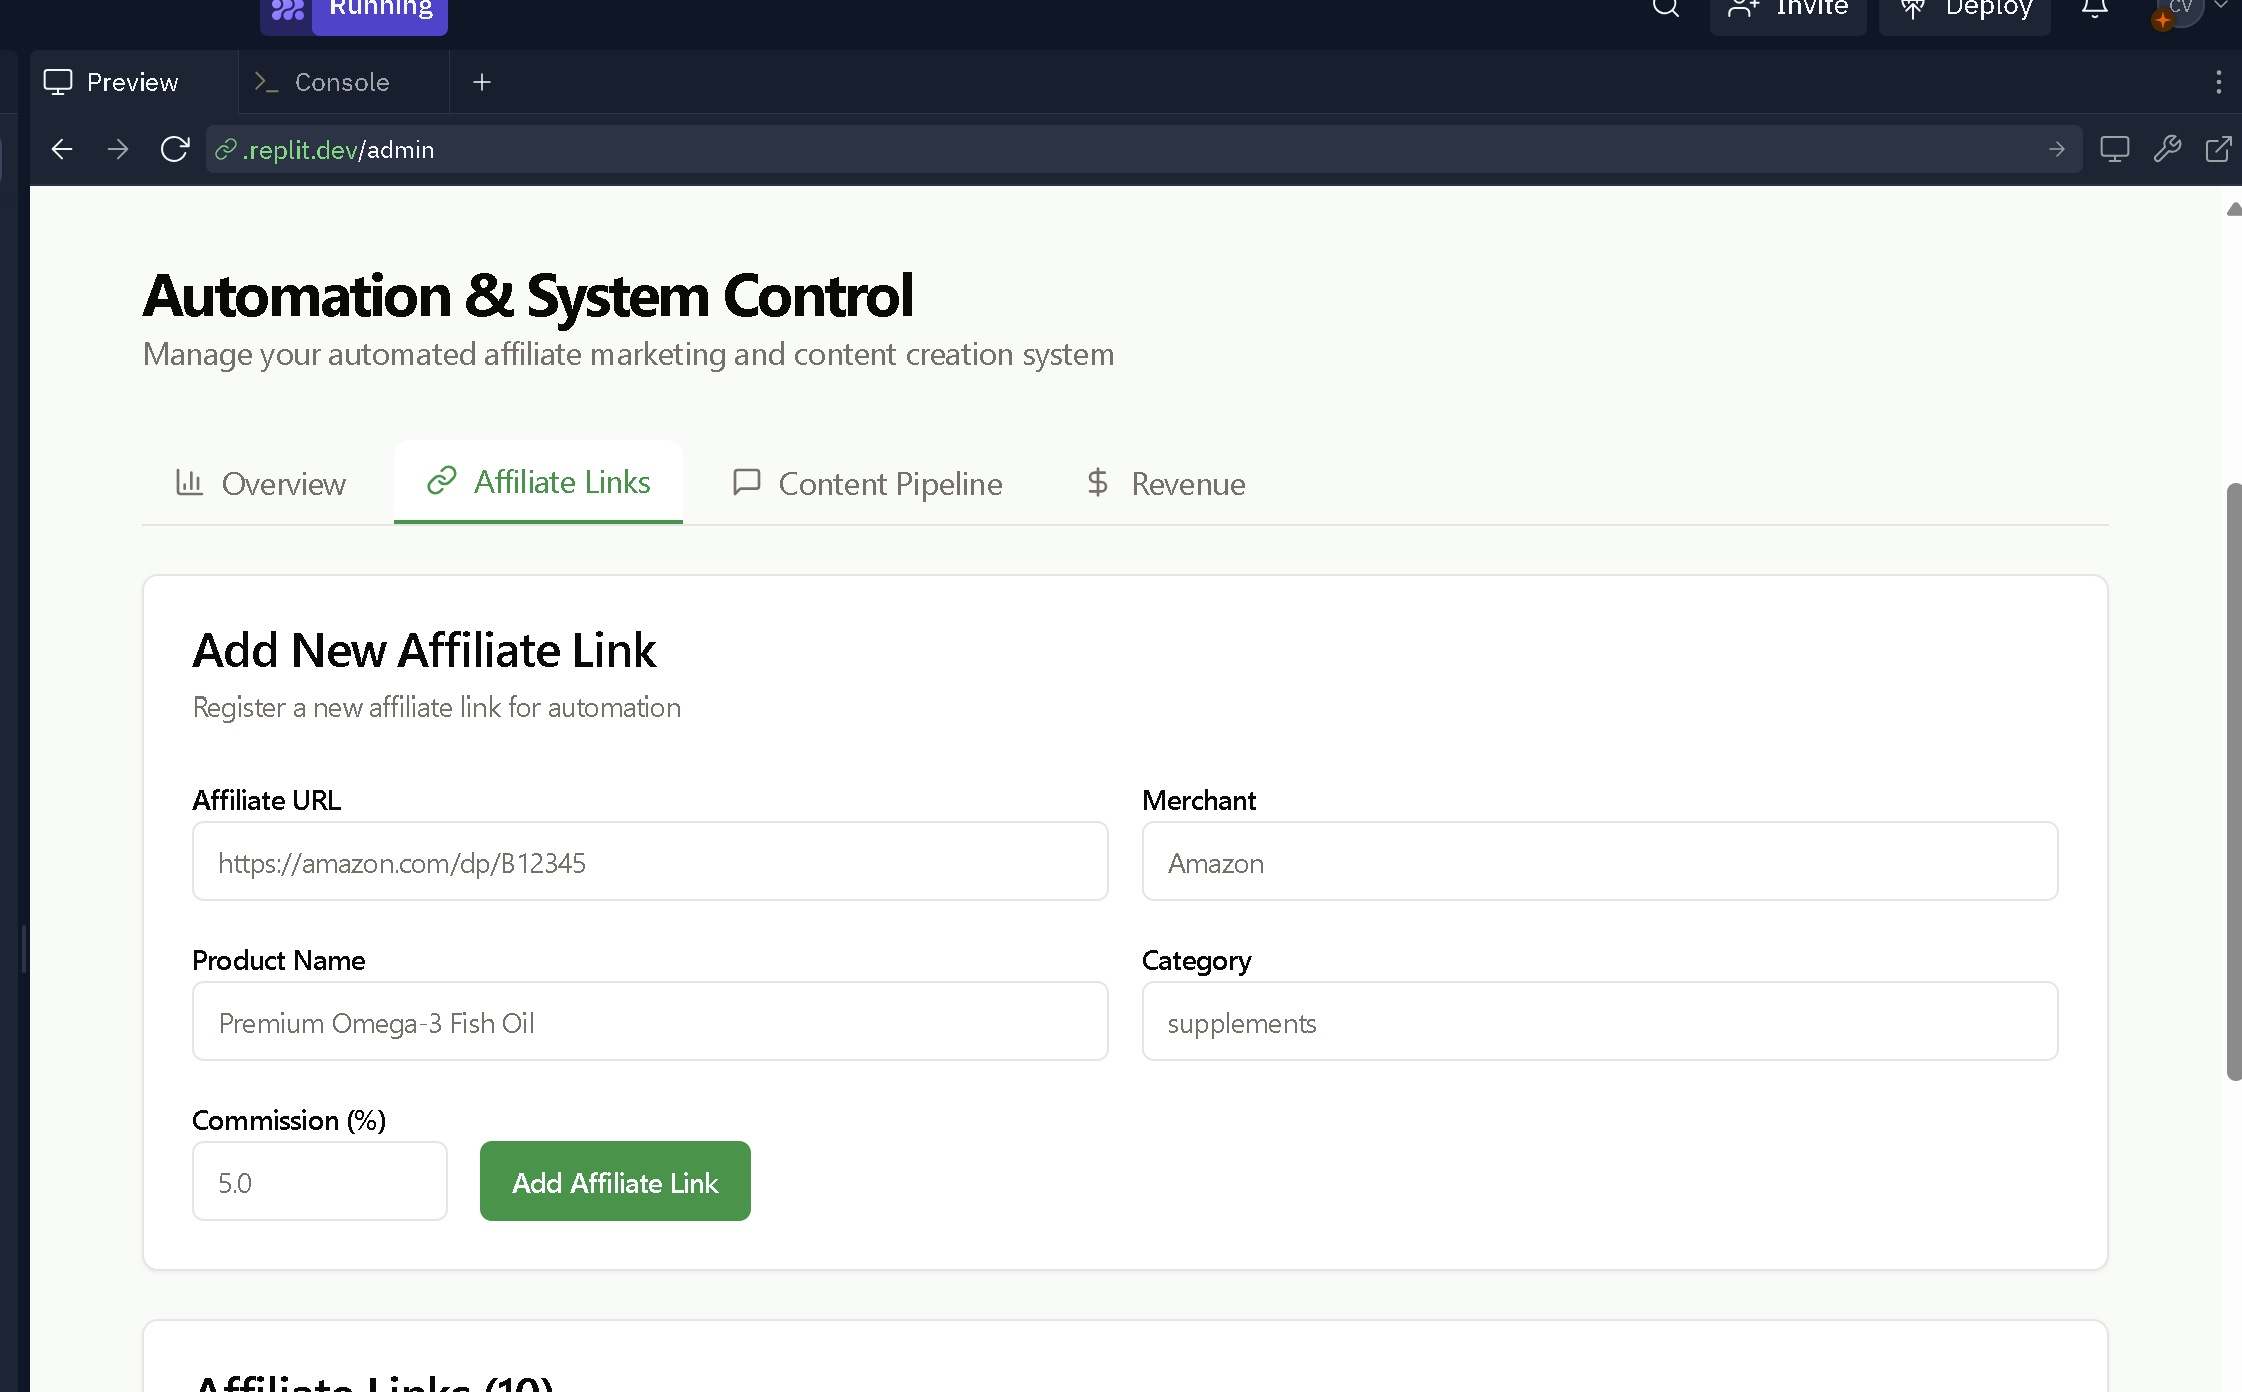 Running
Invite
Deploy
CV
Preview
Console
.replit.dev/admin
Automation & System Control
Manage your automated affiliate marketing and content creation system
Overview
Affiliate Links
Content Pipeline
Revenue
Add New Affiliate Link
Register a new affiliate link for automation
Affiliate URL
Merchant
https://amazon.com/dp/B12345
Amazon
Product Name
Category
Premium Omega-3 Fish Oil
supplements
Commission (%)
5.0
Add Affiliate Link
Affiliate Links (10)